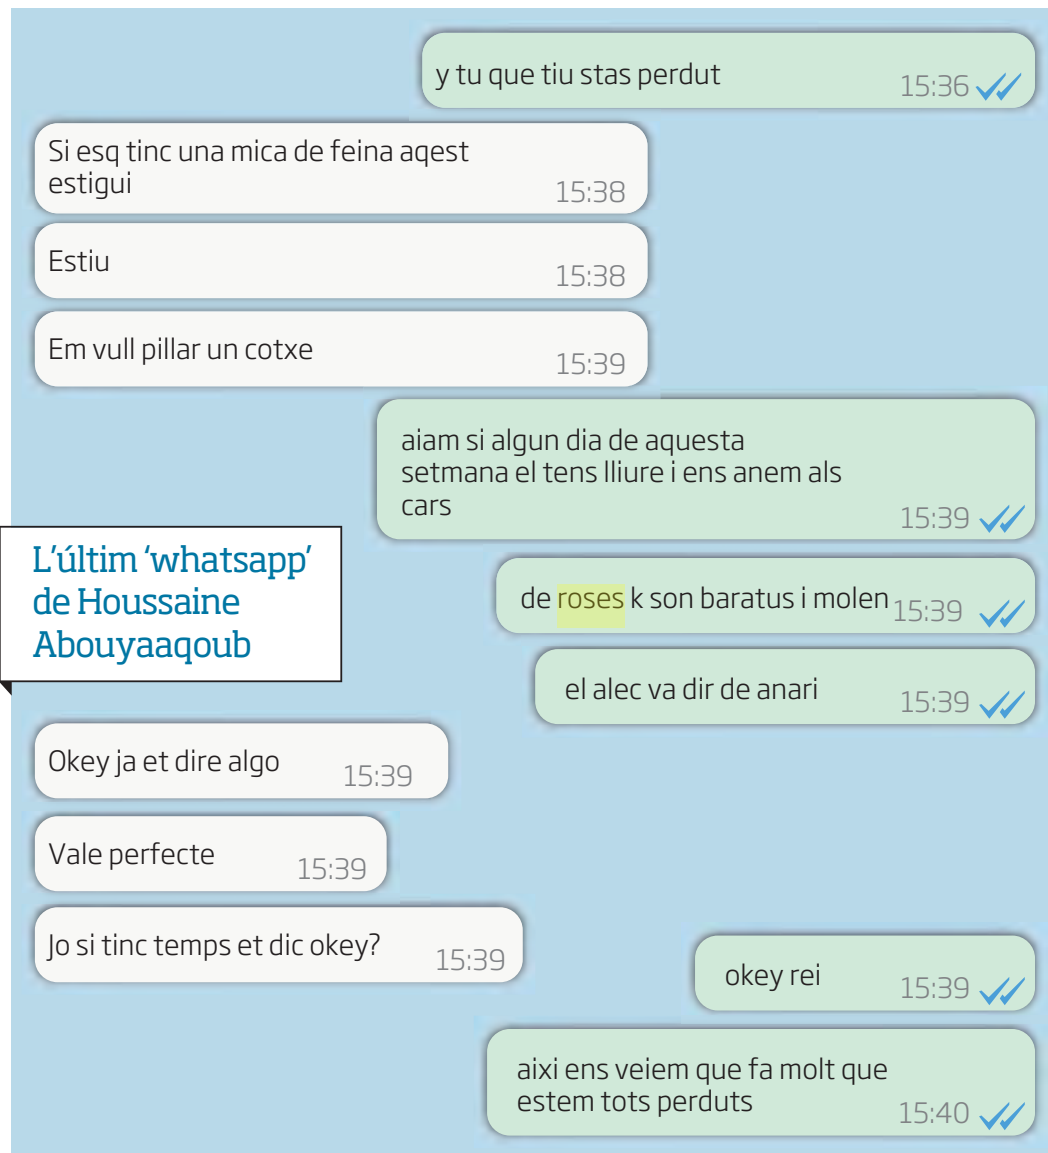 y tu que tiu stas perdut
15:36
Si esq tinc una mica de feina aqest
estigui
15:38
Estiu
15:38
Em vull pillar un cotxe
15:39
aiam si algun dia de aquesta
setmana el tens lliure i ens anem als
cars
15:39
L'últim 'whatsapp'
de Houssaine
Abouyaaqoub
de roses k son baratus i molen
15:39
el alec va dir de anari
15:39
Okey ja et dire algo
15:39
Vale perfecte
15:39
Jo si tinc temps et dic okey?
15:39
okey rei
15:39
aixi ens veiem que fa molt que
estem tots perduts
15:40